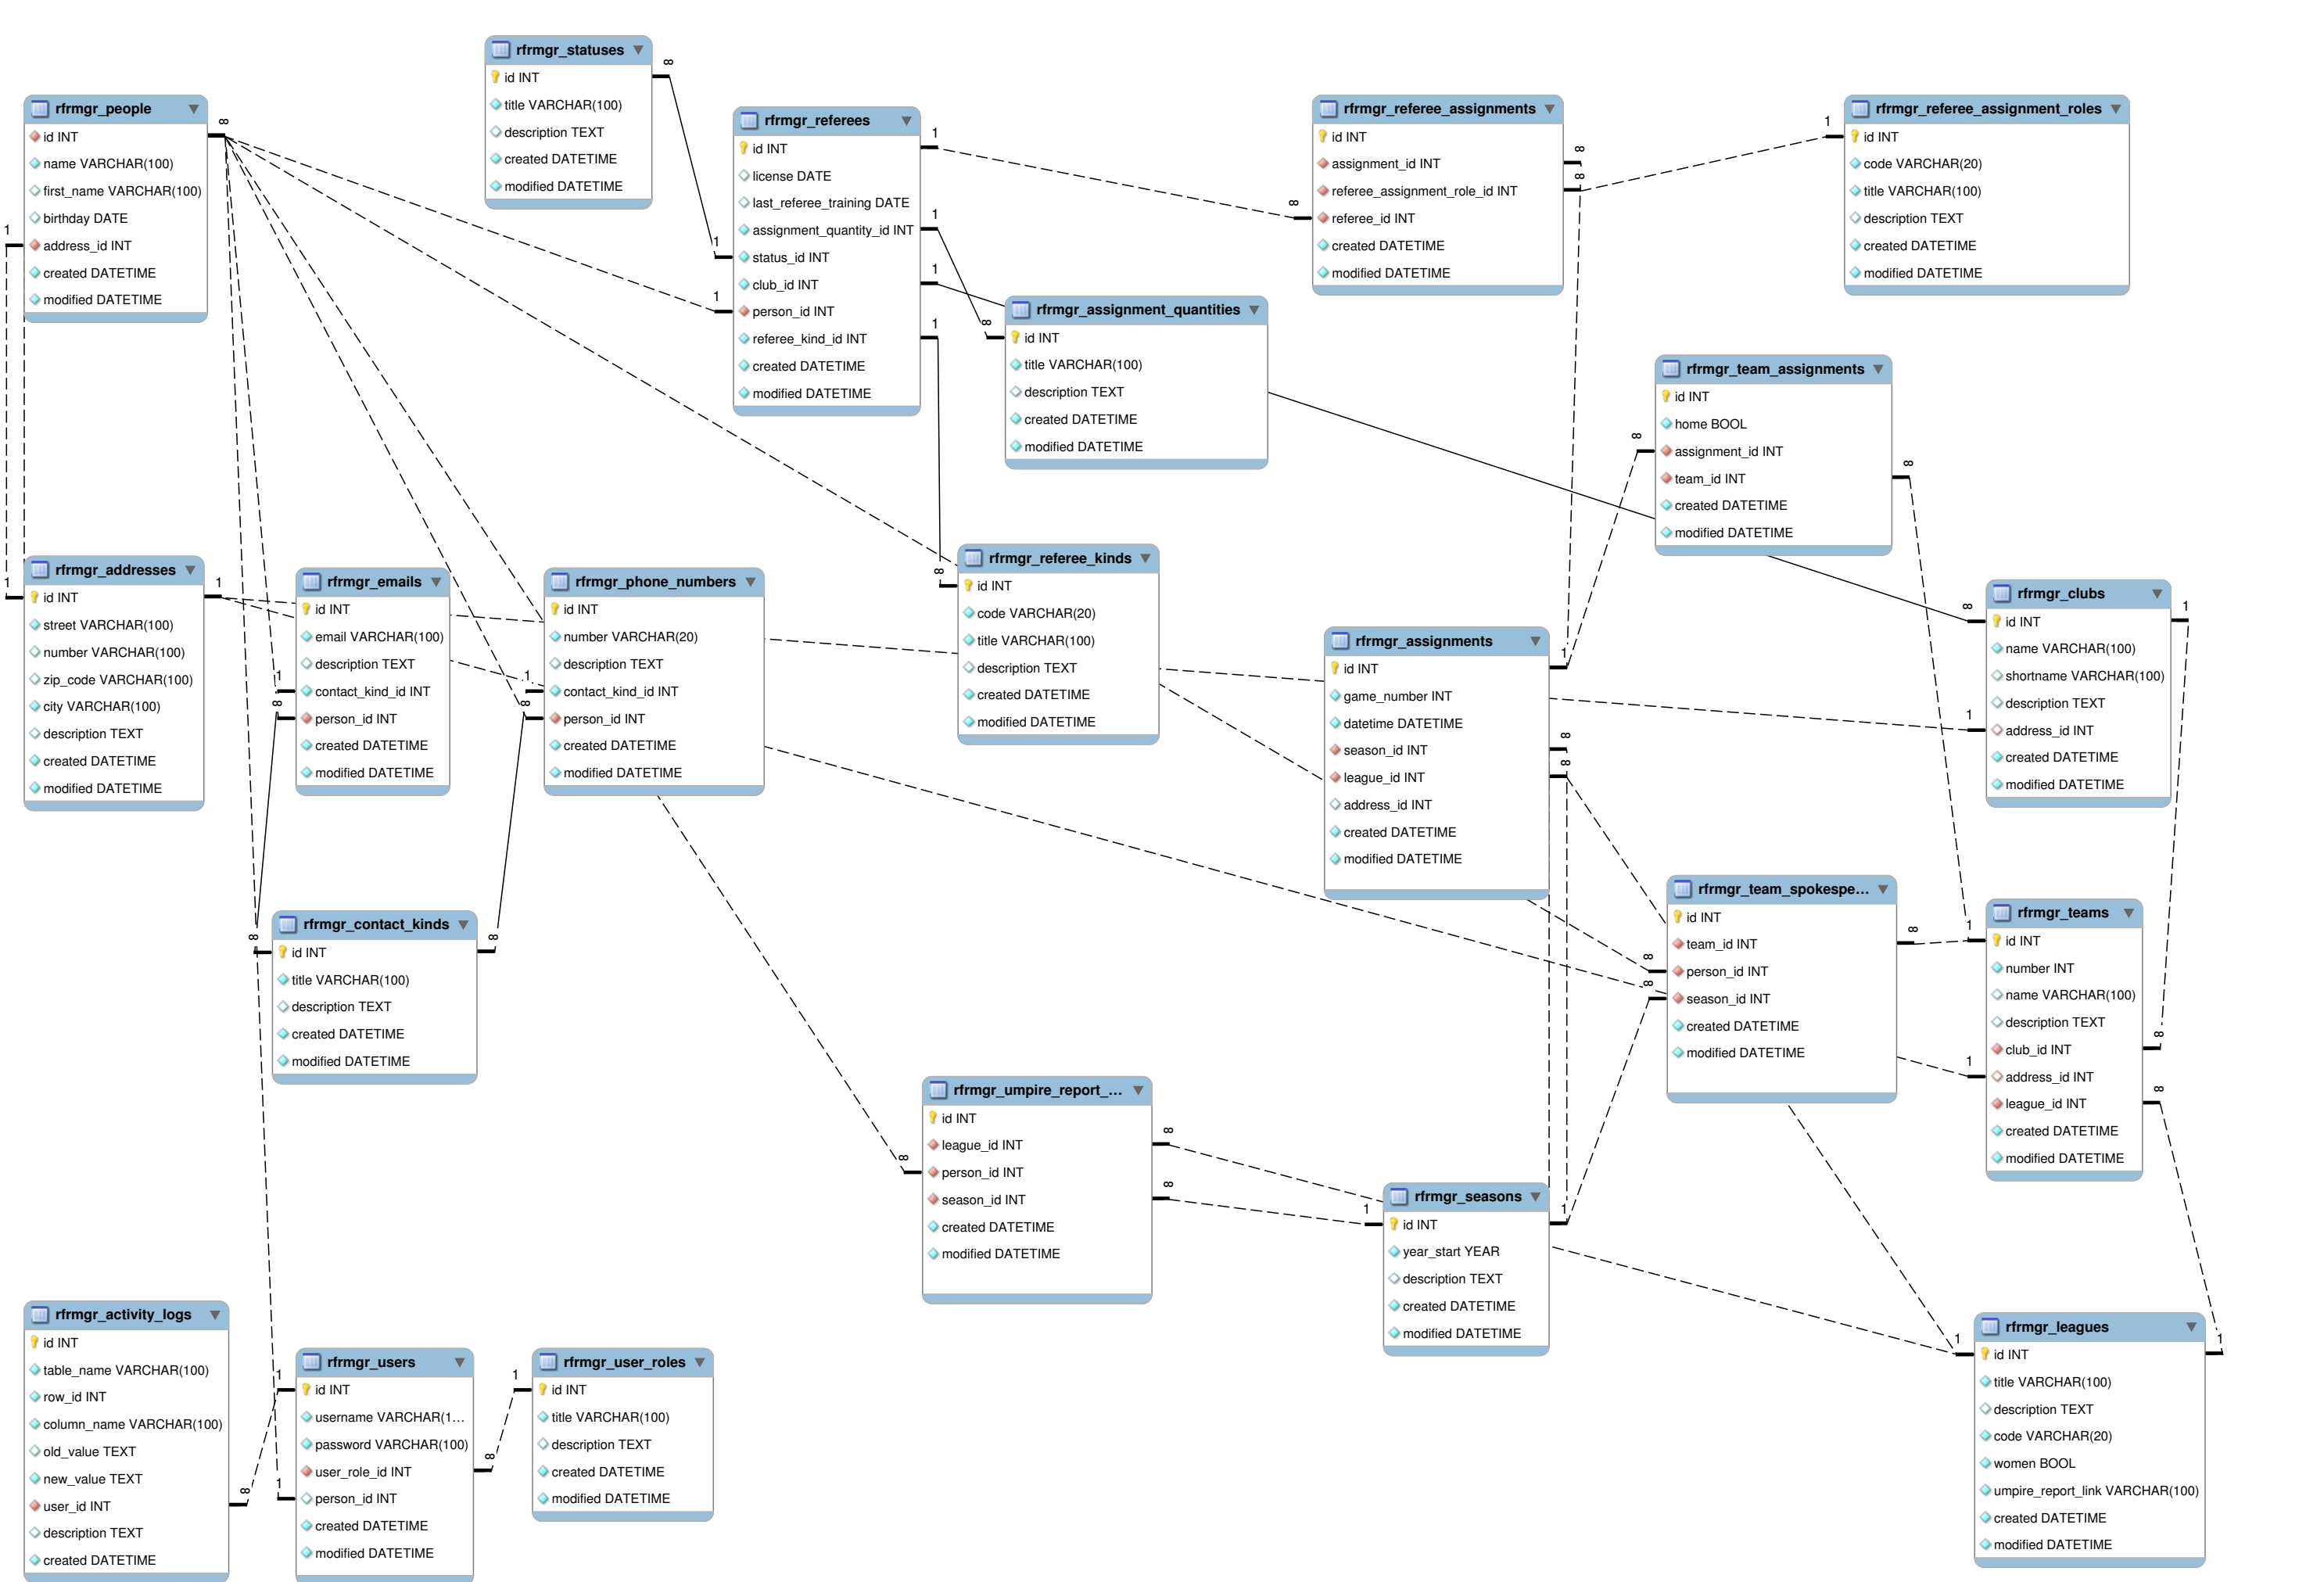 rfrmgr_statuses
id INT
title VARCHAR(100)
description TEXT
created DATETIME
modified DATETIME
rfrmgr_people
id INT
name VARCHAR(100)
first_name VARCHAR(100)
birthday DATE
address_id INT
created DATETIME
modified DATETIME
rfrmgr_referees
id INT
license DATE
last_referee_training DATE
assignment_quantity_id INT
status_id INT
club_id INT
person_id INT
referee_kind_id INT
created DATETIME
modified DATETIME
rfrmgr_referee_assignments
id INT
assignment_id INT
referee_assignment_role_id INT
referee_id INT
created DATETIME
modified DATETIME
rfrmgr_referee_assignment_roles
id INT
code VARCHAR(20)
title VARCHAR(100)
description TEXT
created DATETIME
modified DATETIME
rfrmgr_assignment_quantities
id INT
title VARCHAR(100)
description TEXT
created DATETIME
modified DATETIME
rfrmgr_team_assignments
id INT
home BOOL
assignment_id INT
team_id INT
created DATETIME
modified DATETIME
rfrmgr_addresses
id INT
street VARCHAR(100)
number VARCHAR(100)
zip_code VARCHAR(100)
city VARCHAR(100)
description TEXT
created DATETIME
modified DATETIME
rfrmgr_emails
id INT
email VARCHAR(100)
description TEXT
contact_kind_id INT
person_id INT
created DATETIME
modified DATETIME
rfrmgr_phone_numbers
id INT
number VARCHAR(20)
description TEXT
contact_kind_id INT
person_id INT
created DATETIME
modified DATETIME
rfrmgr_referee_kinds
id INT
code VARCHAR(20)
title VARCHAR(100)
description TEXT
created DATETIME
modified DATETIME
rfrmgr_assignments
id INT
game_number INT
datetime DATETIME
season_id INT
league_id INT
address_id INT
created DATETIME
modified DATETIME
rfrmgr_clubs
id INT
name VARCHAR(100)
shortname VARCHAR(100)
description TEXT
address_id INT
created DATETIME
modified DATETIME
rfrmgr_contact_kinds
id INT
title VARCHAR(100)
description TEXT
created DATETIME
modified DATETIME
rfrmgr_team_spokespe...
id INT
team_id INT
person_id INT
season_id INT
created DATETIME
modified DATETIME
rfrmgr_teams
id INT
number INT
name VARCHAR(100)
description TEXT
club_id INT
address_id INT
league_id INT
created DATETIME
modified DATETIME
rfrmgr_umpire_report_...
id INT
league_id INT
person_id INT
season_id INT
created DATETIME
modified DATETIME
rfrmgr_seasons
id INT
year_start YEAR
description TEXT
created DATETIME
modified DATETIME
rfrmgr_activity_logs
id INT
table_name VARCHAR(100)
row_id INT
column_name VARCHAR(100)
old_value TEXT
new_value TEXT
user_id INT
description TEXT
created DATETIME
rfrmgr_users
id INT
username VARCHAR(1...
password VARCHAR(100)
user_role_id INT
person_id INT
created DATETIME
modified DATETIME
rfrmgr_user_roles
id INT
title VARCHAR(100)
description TEXT
created DATETIME
modified DATETIME
rfrmgr_leagues
id INT
title VARCHAR(100)
description TEXT
code VARCHAR(20)
women BOOL
umpire_report_link VARCHAR(100)
created DATETIME
modified DATETIME